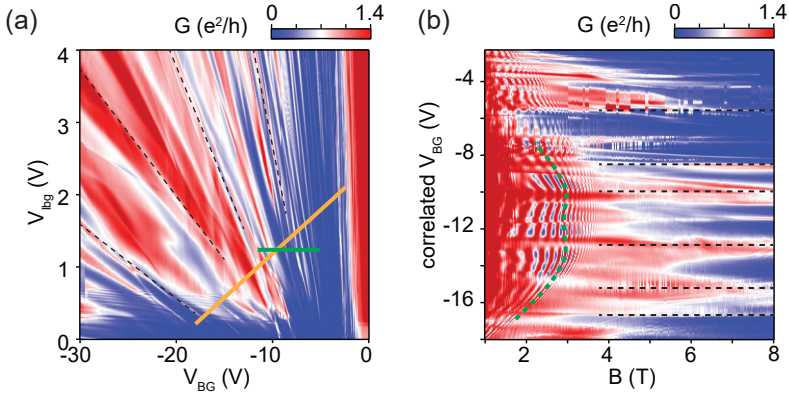 (a)
G (e²/h)
0
1.4
4
3
2
1
0
V_lbg (V)
-30
-20
-10
0
V_BG (V)
(b)
G (e²/h)
0
1.4
-4
-8
-12
-16
correlated V_BG (V)
2
4
6
8
B (T)